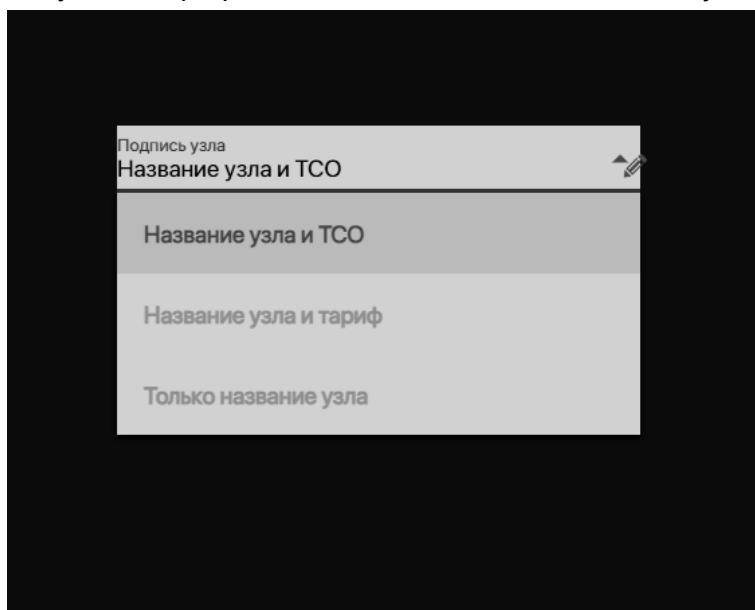 Подпись узла
Название узла и ТСО
Название узла и ТСО
Название узла и тариф
Только название узла